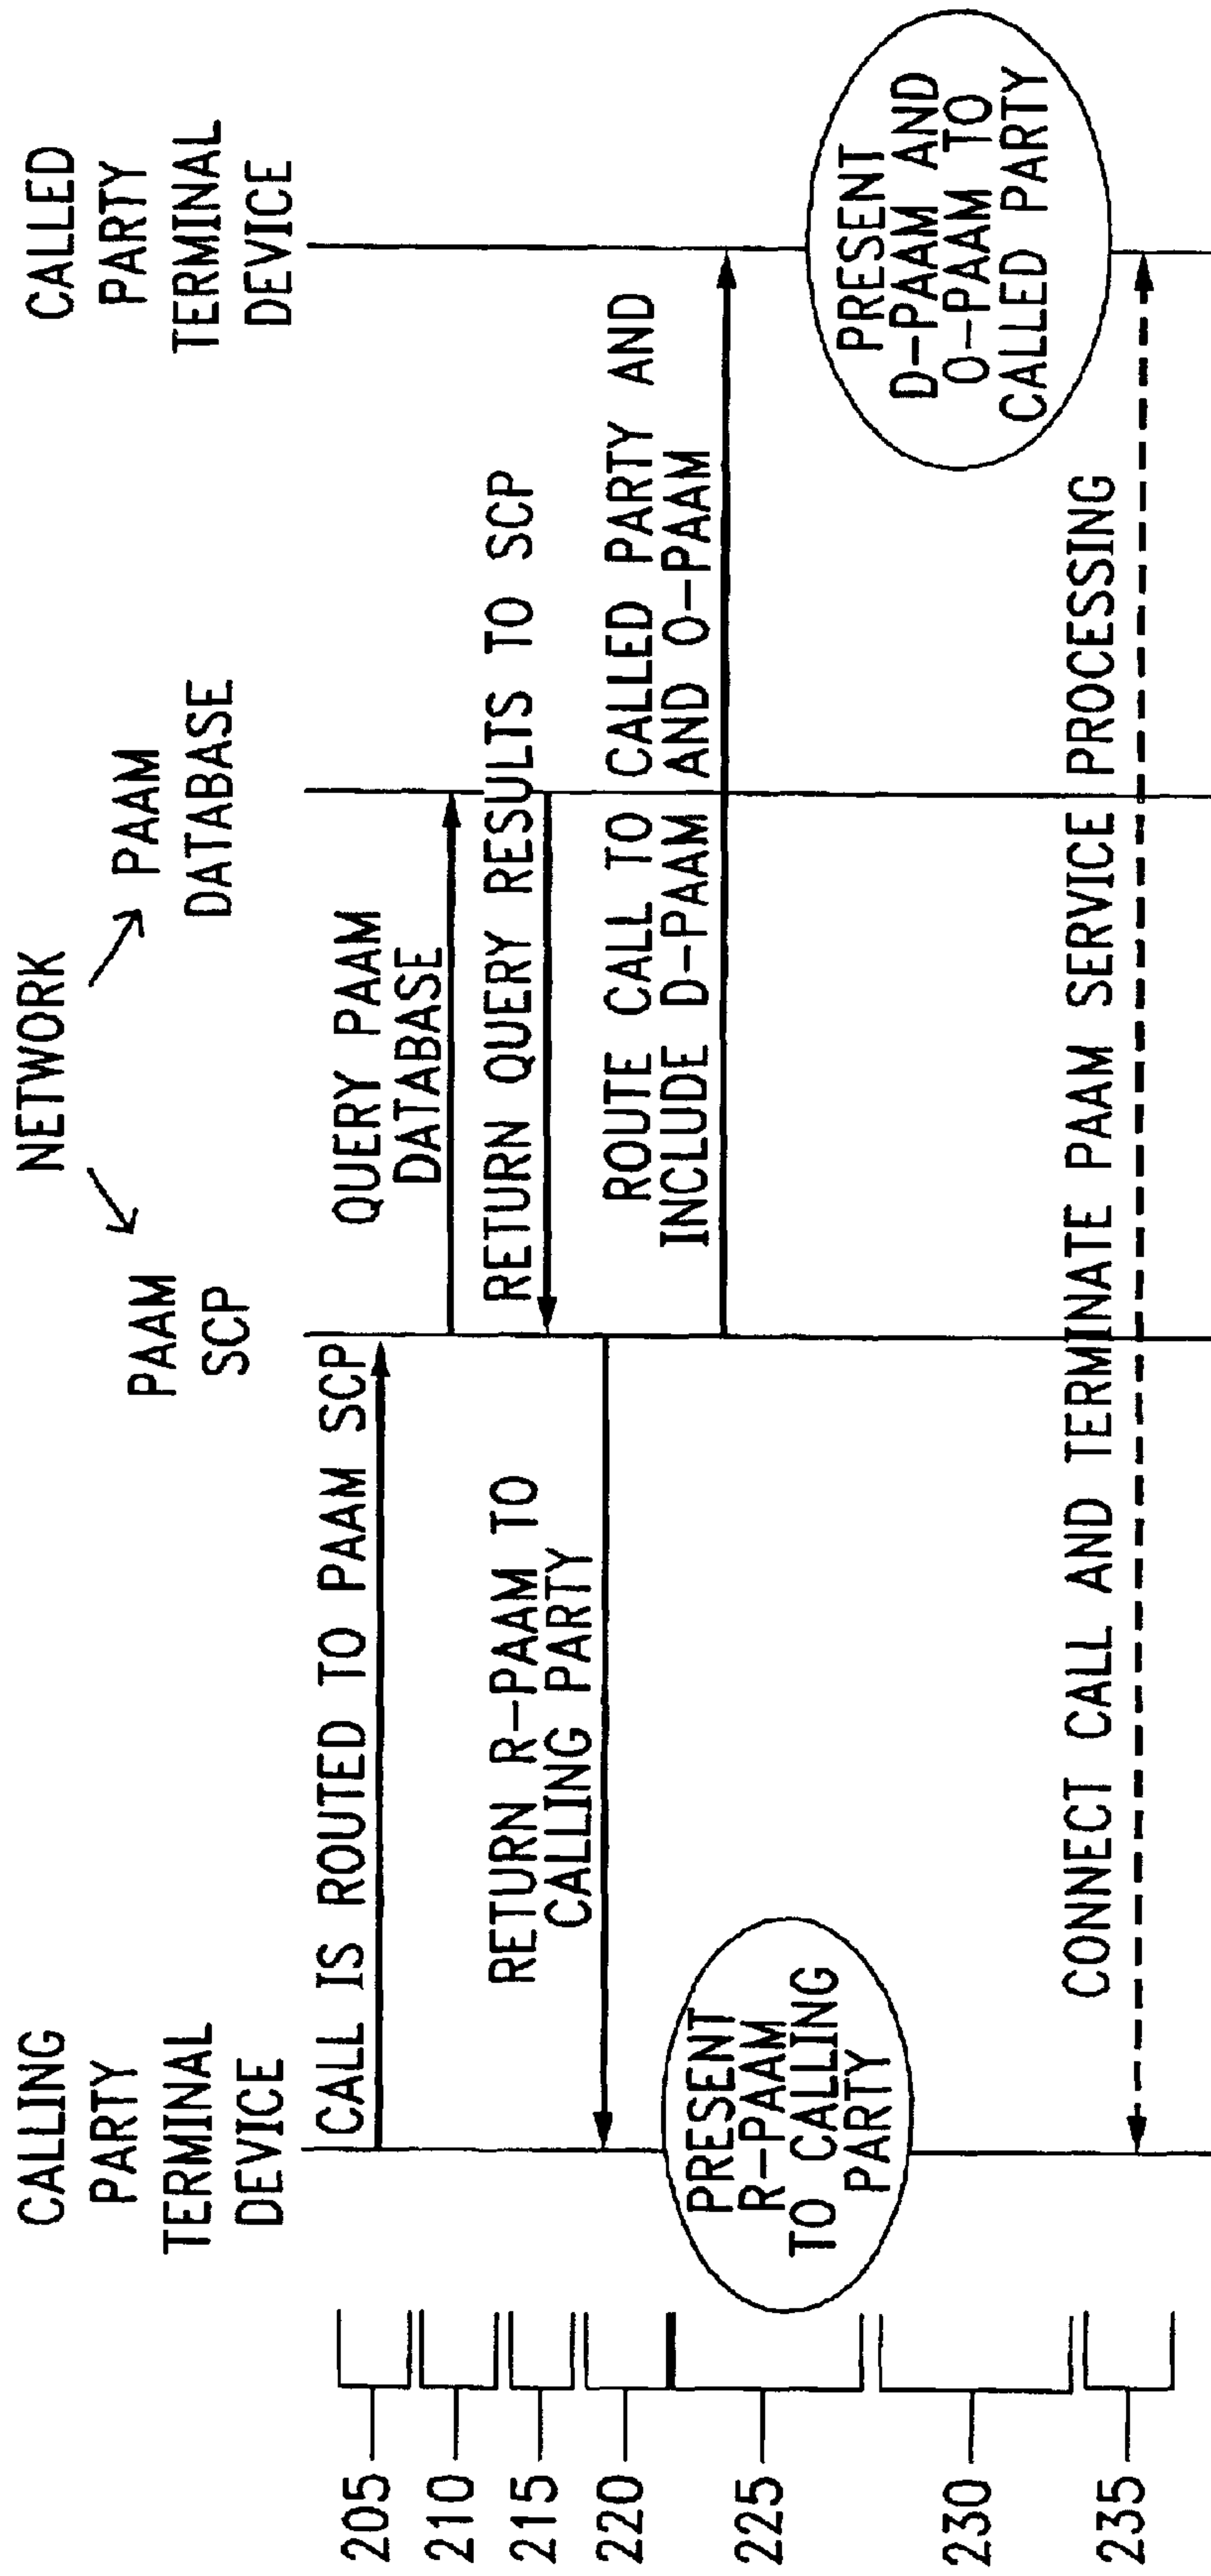 CALLING
PARTY
TERMINAL
DEVICE
NETWORK
PAAM
SCP
PAAM
DATABASE
CALLED
PARTY
TERMINAL
DEVICE
205
CALL IS ROUTED TO PAAM SCP
210
QUERY PAAM
DATABASE
215
RETURN QUERY RESULTS TO SCP
220
RETURN R-PAAM TO
CALLING PARTY
225
PRESENT
R-PAAM
TO CALLING
PARTY
ROUTE CALL TO CALLED PARTY AND
INCLUDE D-PAAM AND O-PAAM
230
PRESENT
D-PAAM AND
O-PAAM TO
CALLED PARTY
235
CONNECT CALL AND TERMINATE PAAM SERVICE PROCESSING